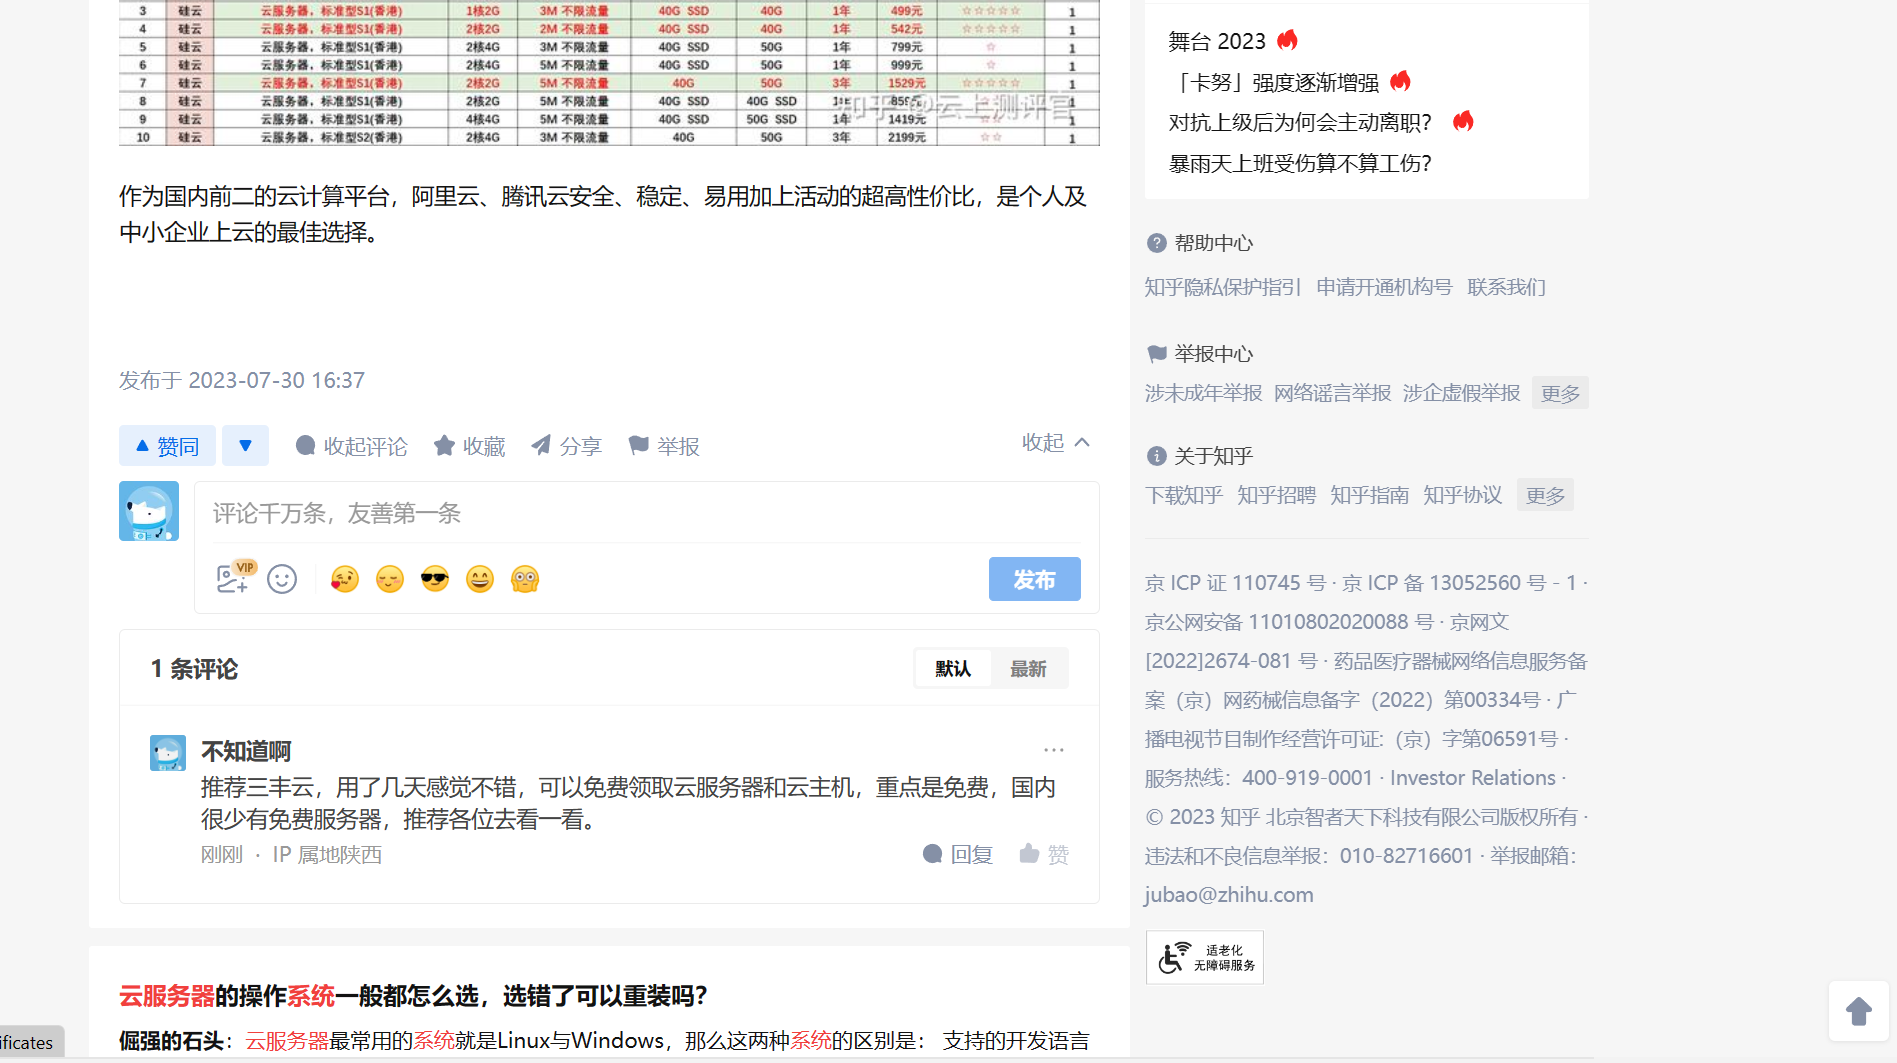 3 硅云 云服务器，标准型S1(香港) 1核2G 3M 不限流量 40G SSD 40G 1年 499元 ☆☆☆☆☆ 1
4 硅云 云服务器，标准型S1(香港) 2核2G 2M 不限流量 40G SSD 40G 1年 542元 ☆☆☆☆☆ 1
5 硅云 云服务器，标准型S1(香港) 2核4G 3M 不限流量 40G SSD 50G 1年 799元 ☆ 1
6 硅云 云服务器，标准型S1(香港) 2核4G 5M 不限流量 40G SSD 50G 1年 999元 ☆ 1
7 硅云 云服务器，标准型S1(香港) 2核2G 5M 不限流量 40G 50G 3年 1529元 ☆☆☆☆☆ 1
8 硅云 云服务器，标准型S1(香港) 2核2G 5M 不限流量 40G SSD 40G SSD 1年 859元 1
9 硅云 云服务器，标准型S1(香港) 4核4G 5M 不限流量 40G SSD 50G SSD 1年 1419元 ☆☆ 1
10 硅云 云服务器，标准型S2(香港) 2核4G 3M 不限流量 40G 50G 3年 2199元 ☆☆ 1
知乎 @云上测评官
作为国内前二的云计算平台，阿里云、腾讯云安全、稳定、易用加上活动的超高性价比，是个人及
中小企业上云的最佳选择。
发布于 2023-07-30 16:37
赞同 收起评论 收藏 分享 举报 收起
评论千万条，友善第一条
VIP 发布
1 条评论 默认 最新
不知道啊 ···
推荐三丰云，用了几天感觉不错，可以免费领取云服务器和云主机，重点是免费，国内
很少有免费服务器，推荐各位去看一看。
刚刚 · IP 属地陕西 回复 赞
云服务器的操作系统一般都怎么选，选错了可以重装吗？
倔强的石头：云服务器最常用的系统就是Linux与Windows，那么这两种系统的区别是： 支持的开发语言
ificates
舞台 2023
「卡努」强度逐渐增强
对抗上级后为何会主动离职？
暴雨天上班受伤算不算工伤？
帮助中心
知乎隐私保护指引 申请开通机构号 联系我们
举报中心
涉未成年举报 网络谣言举报 涉企虚假举报 更多
关于知乎
下载知乎 知乎招聘 知乎指南 知乎协议 更多
京 ICP 证 110745 号 · 京 ICP 备 13052560 号 - 1 ·
京公网安备 11010802020088 号 · 京网文
[2022]2674-081 号 · 药品医疗器械网络信息服务备
案（京）网药械信息备字（2022）第00334号 · 广
播电视节目制作经营许可证:（京）字第06591号 ·
服务热线：400-919-0001 · Investor Relations ·
© 2023 知乎 北京智者天下科技有限公司版权所有 ·
违法和不良信息举报：010-82716601 · 举报邮箱：
jubao@zhihu.com
适老化
无障碍服务